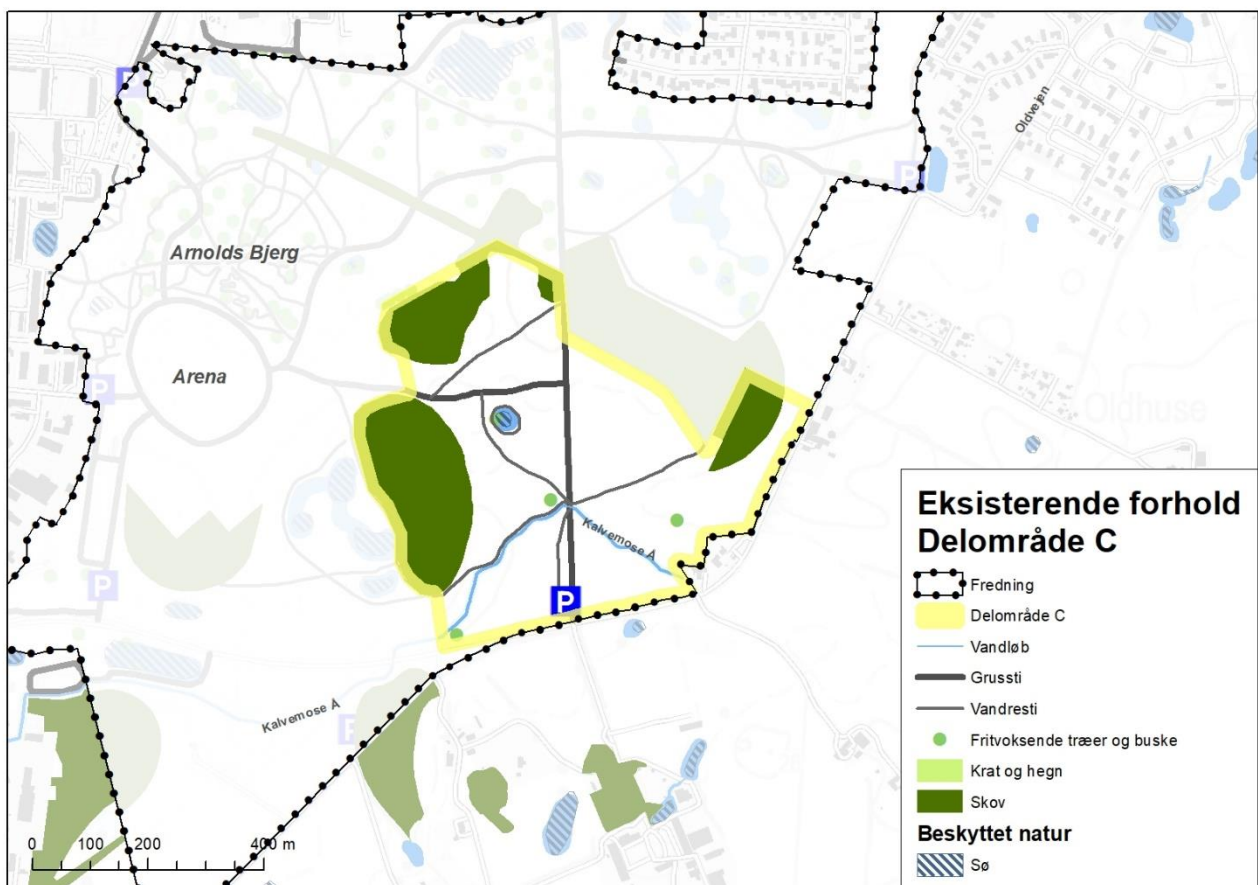 P
Oldvejen
P
Arnolds Bjerg
Arena
P
Oldhuse
Kalvemose Å
P
P
Kalvemose Å
P
0 100 200 400 m
Eksisterende forhold
Delområde C
Fredning
Delområde C
Vandløb
Grussti
Vandresti
Fritvoksende træer og buske
Krat og hegn
Skov
Beskyttet natur
Sø